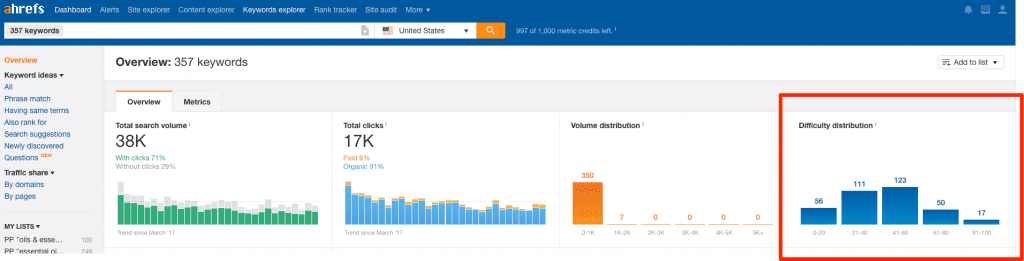 ahrefs Dashboard Alerts Site explorer Content explorer Keywords explorer Rank tracker Site audit More
357 keywords United States 997 of 1,000 metric credits left. i
Overview
Keyword ideas
All
Phrase match
Having same terms
Also rank for
Search suggestions
Newly discovered
Questions NEW
Traffic share
By domains
By pages
MY LISTS
PP "oils & esse... 100
PP "essential oi... 249
Overview: 357 keywords
Add to list
Overview Metrics
Total search volume i
38K
With clicks 71%
Without clicks 29%
Trend since March '17
Total clicks i
17K
Paid 9%
Organic 91%
Trend since March '17
Volume distribution i
350 7 0 0 0 0
0-1K 1K-2K 2K-3K 3K-4K 4K-5K 5K+
Difficulty distribution i
56 111 123 50 17
0-20 21-40 41-60 61-80 81-100